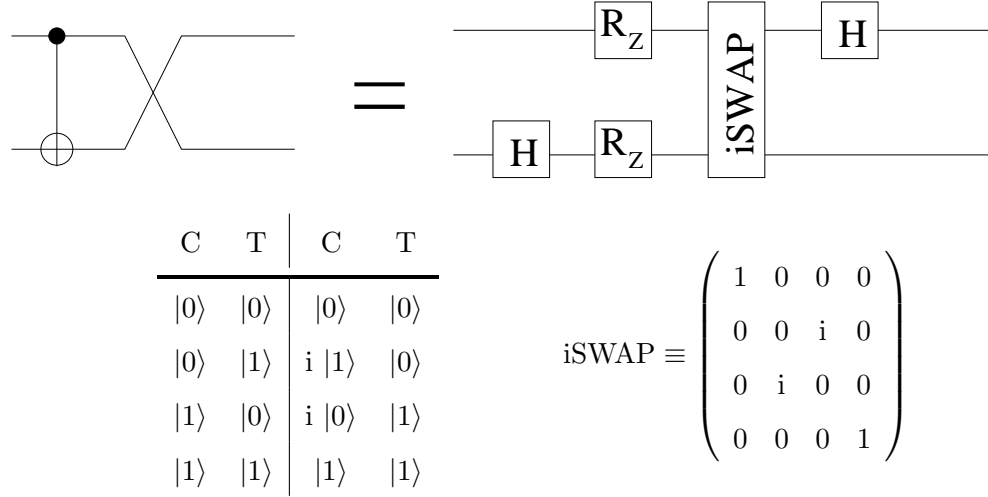 R_z iSWAP H
H R_z
C T C T
|0⟩ |0⟩ |0⟩ |0⟩
|0⟩ |1⟩ i |1⟩ |0⟩
|1⟩ |0⟩ i |0⟩ |1⟩
|1⟩ |1⟩ |1⟩ |1⟩
iSWAP ≡
1 0 0 0
0 0 i 0
0 i 0 0
0 0 0 1